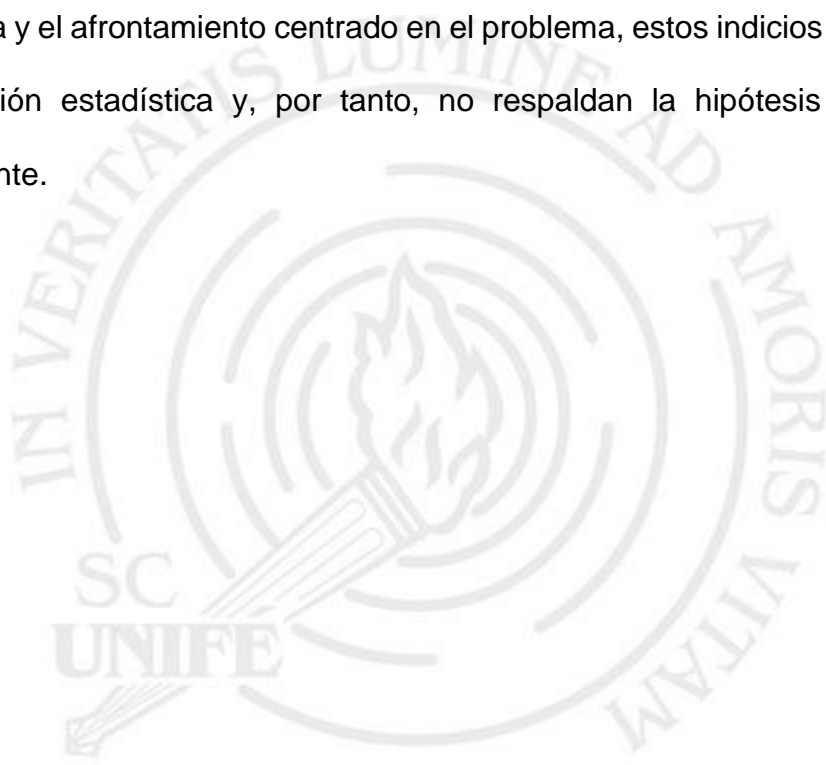 a y el afrontamiento centrado en el problema, estos indicios
ión estadística y, por tanto, no respaldan la hipótesis
nte.
IN VERITATIS LUMINE AD AMORIS VITAM
SC
UNIFE